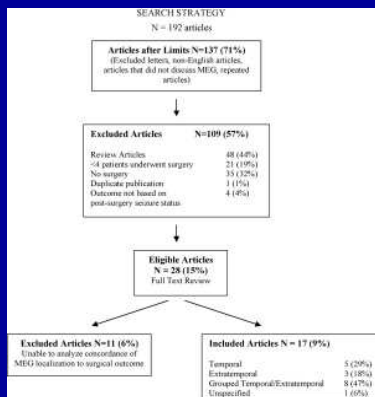 SEARCH STRATEGY
N = 192 articles
Articles after Limits N=137 (71%)
(Excluded letters, non-English articles,
articles that did not discuss MEG, repeated
articles)
Excluded Articles N=109 (57%)
Review Articles 48 (44%)
<4 patients underwent surgery 21 (19%)
No surgery 35 (32%)
Duplicate publication 1 (1%)
Outcome not based on 4 (4%)
post-surgery seizure status
Eligible Articles
N = 28 (15%)
Full Text Review
Excluded Articles N=11 (6%)
Unable to analyze concordance of
MEG localization to surgical outcome
Included Articles N = 17 (9%)
Temporal 5 (29%)
Extratemporal 3 (18%)
Grouped Temporal/Extratemporal 8 (47%)
Unspecified 1 (6%)